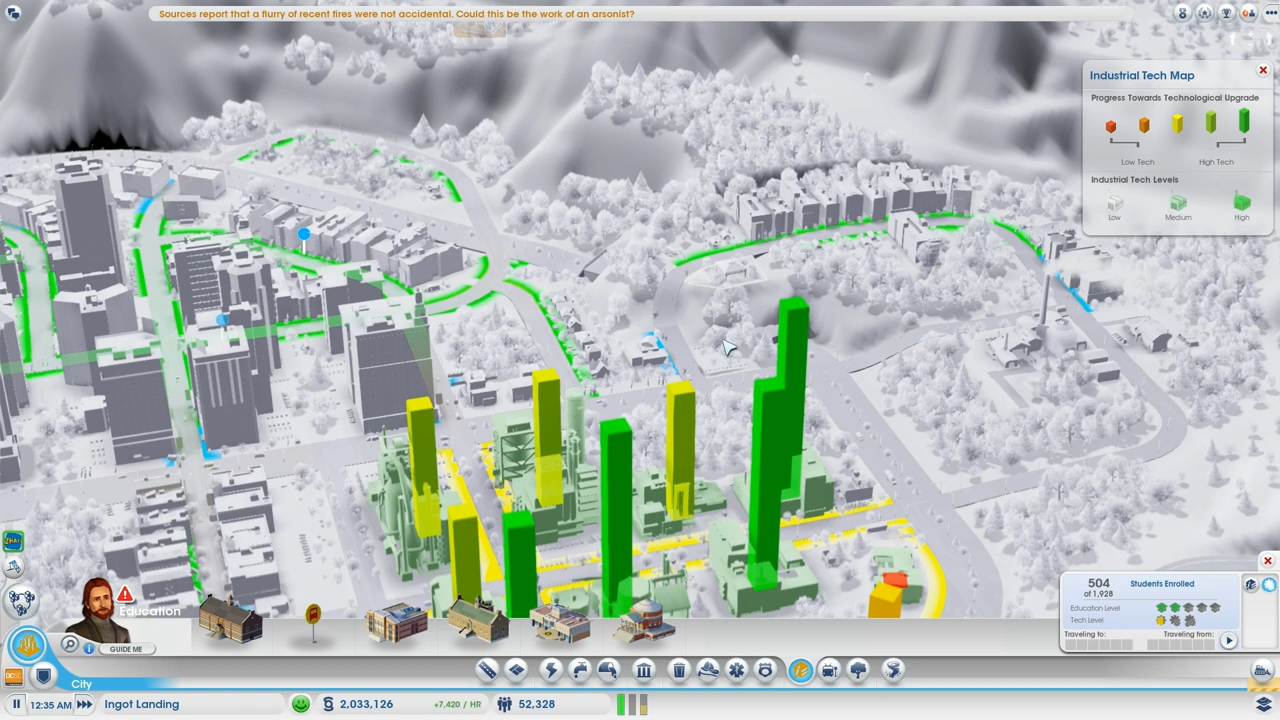 Sources report that a flurry of recent fires were not accidental. Could this be the work of an arsonist?
Industrial Tech Map
Progress Towards Technological Upgrade
Low Tech
High Tech
Industrial Tech Levels
Low
Medium
High
504
of 1,928
Students Enrolled
Education Level
Tech Level
Traveling to:
Traveling from:
Education
GUIDE ME
City
12:35 AM
Ingot Landing
2,033,126
+7,420 / HR
52,328